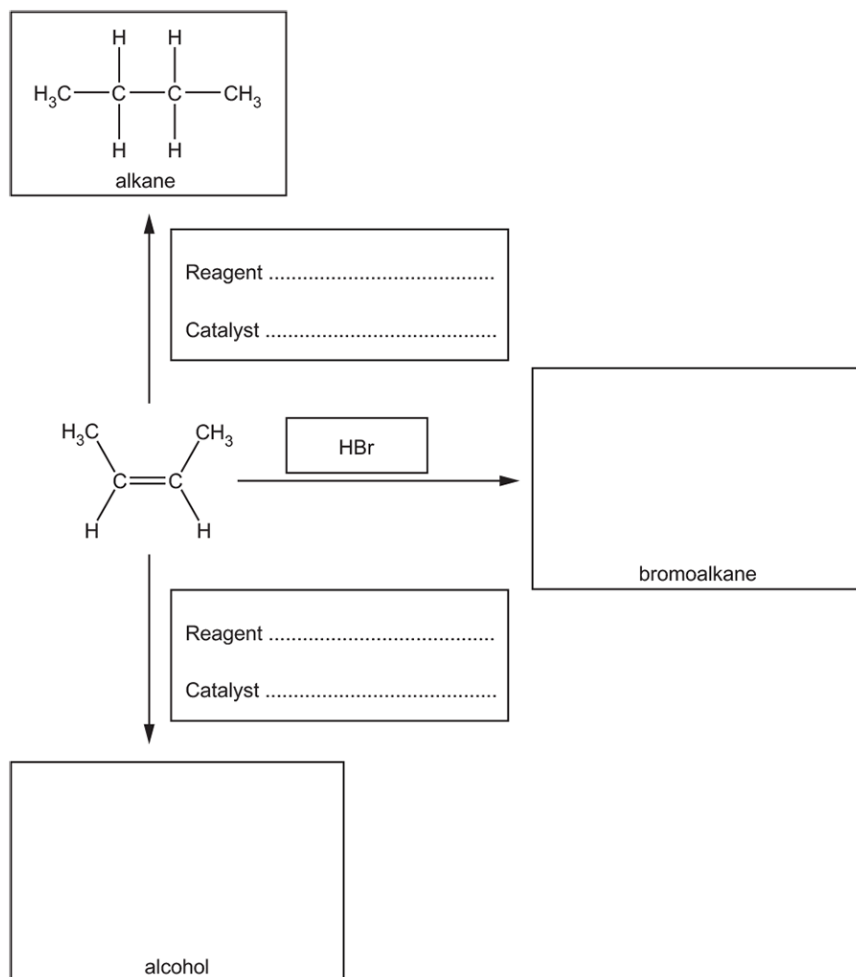 H H
H₃C C C CH₃
H H
alkane
Reagent ..........................................
Catalyst ..........................................
H₃C CH₃
C C
H H
HBr
bromoalkane
Reagent ..........................................
Catalyst ..........................................
alcohol